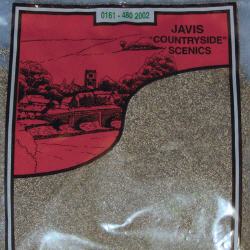 0161 - 480 2002
JAVIS
"COUNTRYSIDE"
SCENICS